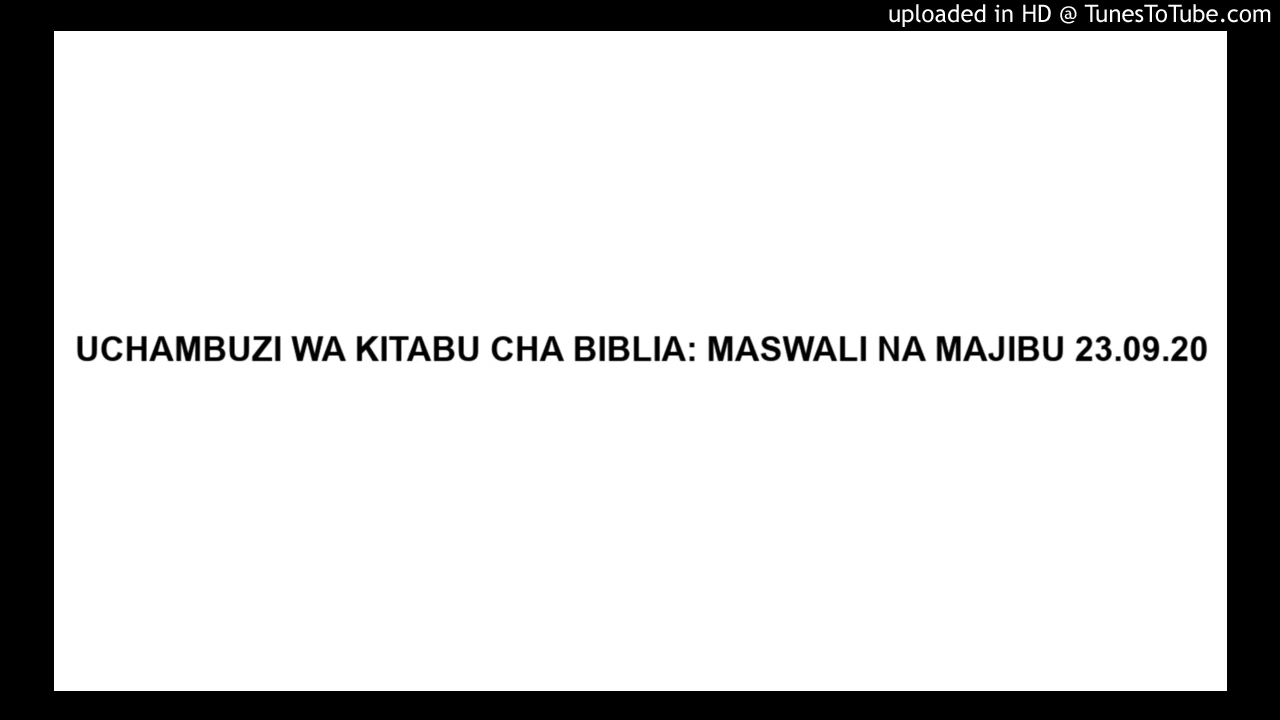 uploaded in HD @ TunesToTube.com
UCHAMBUZI WA KITABU CHA BIBLIA: MASWALI NA MAJIBU 23.09.20